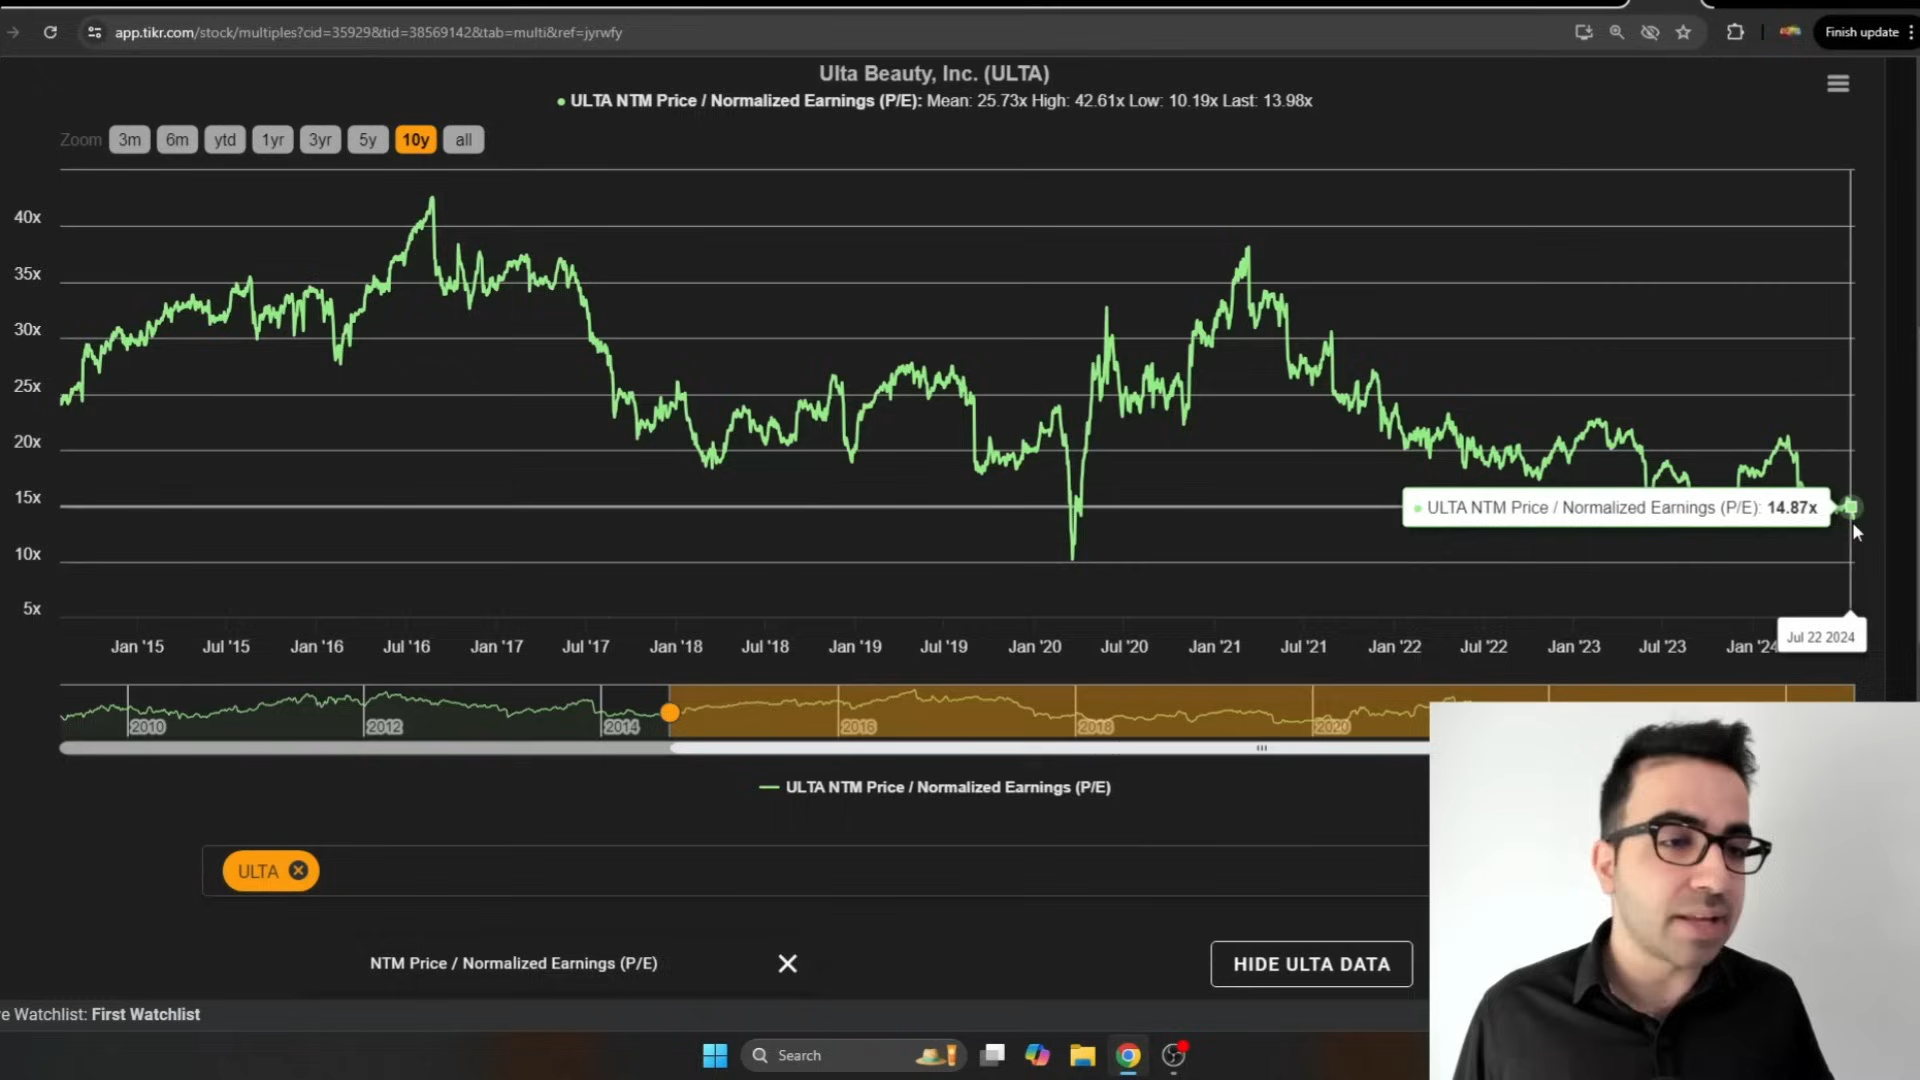 app.tikr.com/stock/multiples?cid=35929&tid=38569142&tab=multi&ref=jyrwfy
Finish update
Ulta Beauty, Inc. (ULTA)
ULTA NTM Price / Normalized Earnings (P/E): Mean: 25.73x High: 42.61x Low: 10.19x Last: 13.98x
Zoom 3m 6m ytd 1yr 3yr 5y 10y all
40x
35x
30x
25x
20x
15x
10x
5x
ULTA NTM Price / Normalized Earnings (P/E): 14.87x
Jan '15 Jul '15 Jan '16 Jul '16 Jan '17 Jul '17 Jan '18 Jul '18 Jan '19 Jul '19 Jan '20 Jul '20 Jan '21 Jul '21 Jan '22 Jul '22 Jan '23 Jul '23 Jan '24
Jul 22 2024
2010 2012 2014 2016 2018 2020
ULTA NTM Price / Normalized Earnings (P/E)
ULTA
NTM Price / Normalized Earnings (P/E)
HIDE ULTA DATA
e Watchlist: First Watchlist
Search